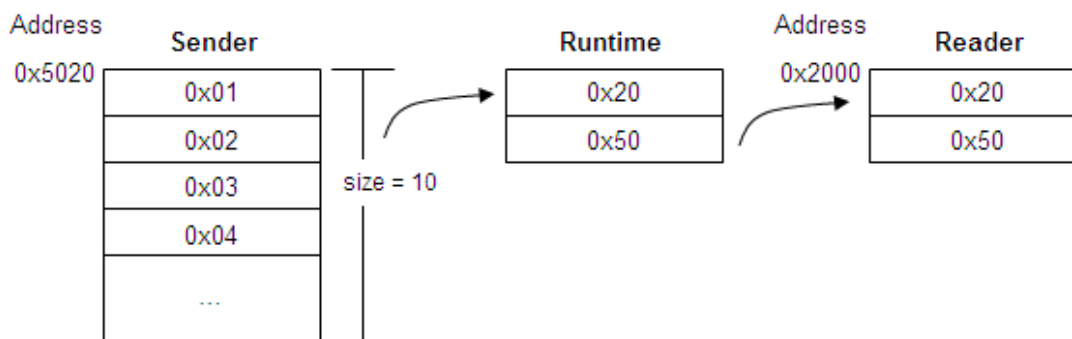 Address
Sender
Runtime
Address
Reader
0x5020
0x2000
0x01
0x20
0x20
0x02
0x50
0x50
0x03
size = 10
0x04
...